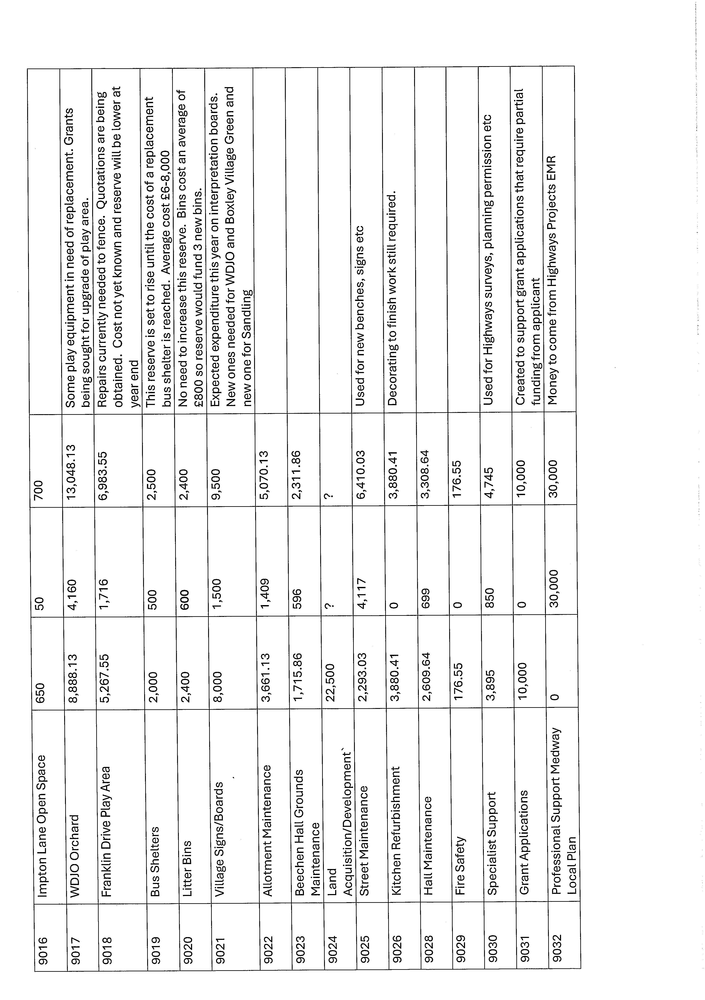 9016 Impton Lane Open Space 650 50 700
9017 WDJO Orchard 8,888.13 4,160 13,048.13 Some play equipment in need of replacement. Grants
being sought for upgrade of play area.
9018 Franklin Drive Play Area 5,267.55 1,716 6,983.55 Repairs currently needed to fence. Quotations are being
obtained. Cost not yet known and reserve will be lower at
year end
9019 Bus Shelters 2,000 500 2,500 This reserve is set to rise until the cost of a replacement
bus shelter is reached. Average cost £6-8,000
9020 Litter Bins 2,400 600 2,400 No need to increase this reserve. Bins cost an average of
£800 so reserve would fund 3 new bins.
9021 Village Signs/Boards 8,000 1,500 9,500 Expected expenditure this year on interpretation boards.
New ones needed for WDJO and Boxley Village Green and
new one for Sandling
9022 Allotment Maintenance 3,661.13 1,409 5,070.13
9023 Beechen Hall Grounds 1,715.86 596 2,311.86
Maintenance
9024 Land 22,500 ? ?
Acquisition/Development`
9025 Street Maintenance 2,293.03 4,117 6,410.03 Used for new benches, signs etc
9026 Kitchen Refurbishment 3,880.41 0 3,880.41 Decorating to finish work still required.
9028 Hall Maintenance 2,609.64 699 3,308.64
9029 Fire Safety 176.55 0 176.55
9030 Specialist Support 3,895 850 4,745 Used for Highways surveys, planning permission etc
9031 Grant Applications 10,000 0 10,000 Created to support grant applications that require partial
funding from applicant
9032 Professional Support Medway 0 30,000 30,000 Money to come from Highways Projects EMR
Local Plan